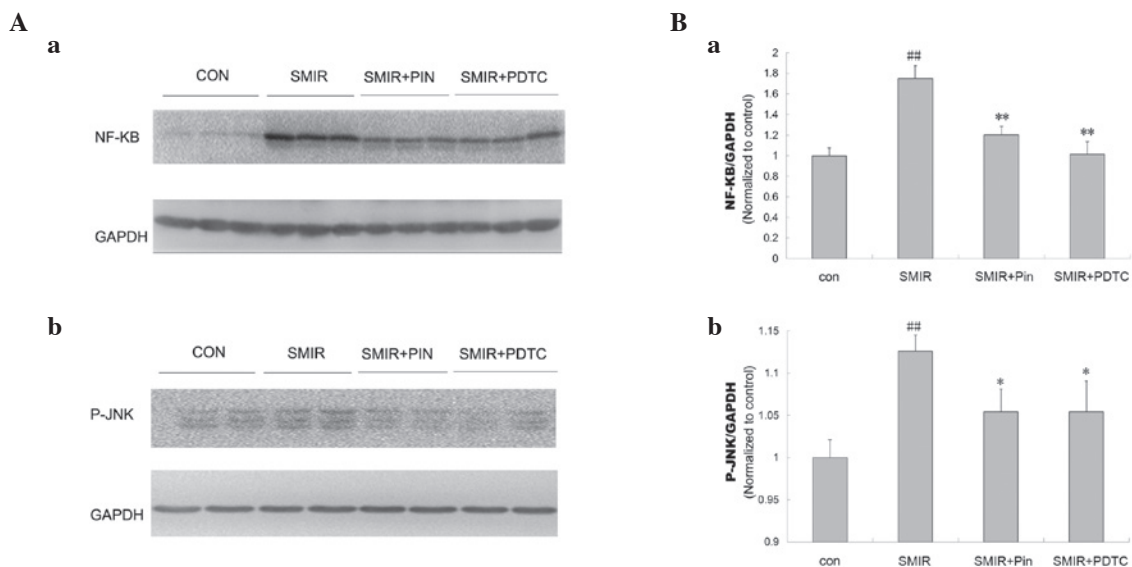 A
a
CON SMIR SMIR+PIN SMIR+PDTC
NF-KB
GAPDH
b
CON SMIR SMIR+PIN SMIR+PDTC
P-JNK
GAPDH
B
a
NF-KB/GAPDH
(Normalized to control)
2
1.8
1.6
1.4
1.2
1
0.8
0.6
0.4
0.2
0
##
**
**
con SMIR SMIR+Pin SMIR+PDTC
b
P-JNK/GAPDH
(Normalized to control)
1.15
1.1
1.05
1
0.95
0.9
##
*
*
con SMIR SMIR+Pin SMIR+PDTC